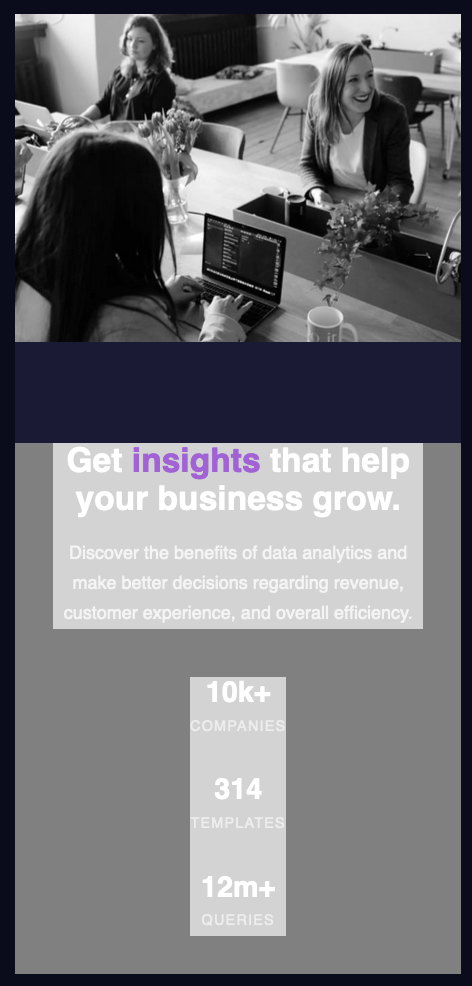 Get insights that help
your business grow.
Discover the benefits of data analytics and
make better decisions regarding revenue,
customer experience, and overall efficiency.
10k+
COMPANIES
314
TEMPLATES
12m+
QUERIES